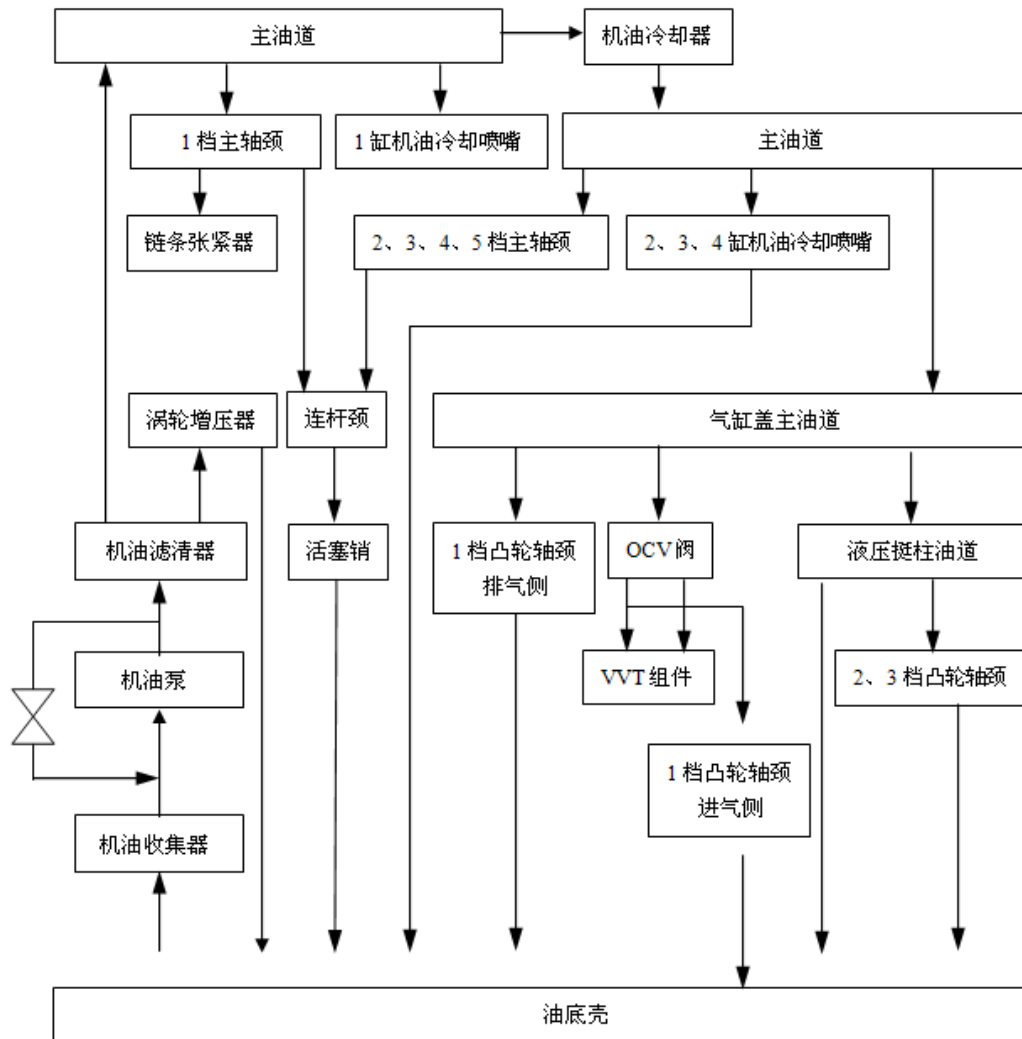 主油道
机油冷却器
1 档主轴颈
1 缸机油冷却喷嘴
主油道
链条张紧器
2、3、4、5 档主轴颈
2、3、4 缸机油冷却喷嘴
涡轮增压器
连杆颈
气缸盖主油道
机油滤清器
活塞销
1 档凸轮轴颈
排气侧
OCV 阀
液压挺柱油道
机油泵
VVT 组件
2、3 档凸轮轴颈
1 档凸轮轴颈
进气侧
机油收集器
油底壳